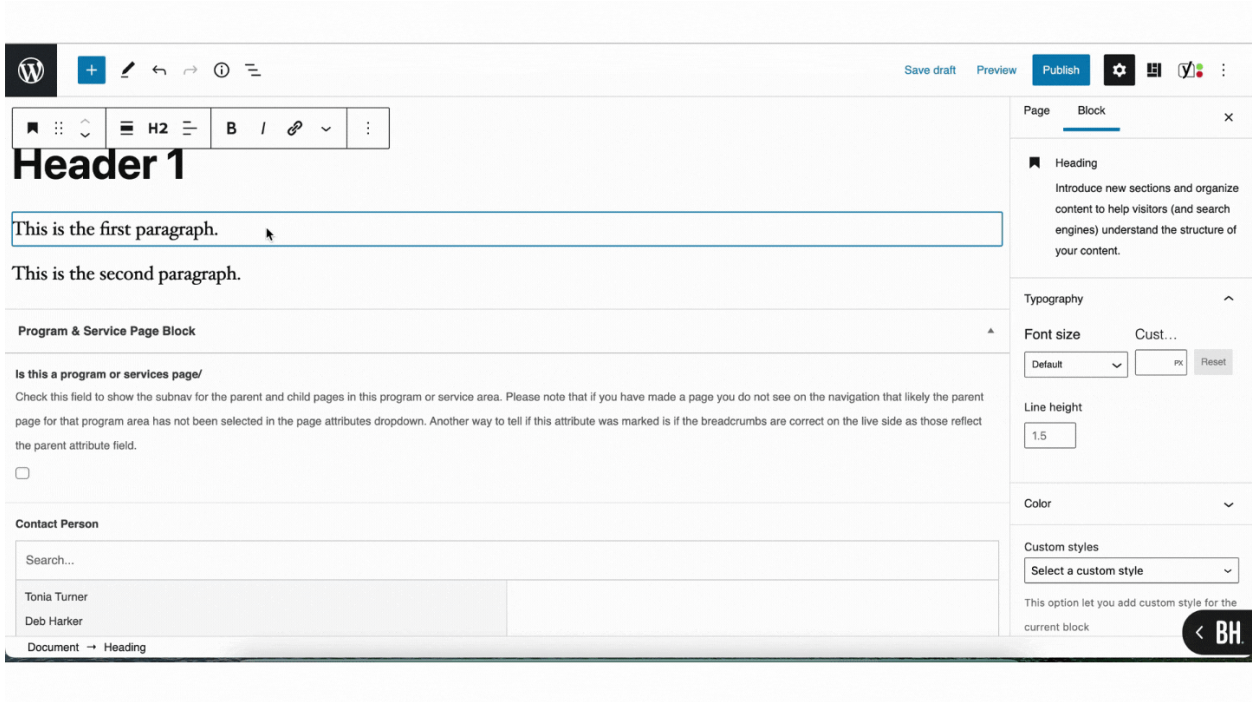 Save draft Preview Publish
H2 B I
Header 1
This is the first paragraph.
This is the second paragraph.
Program & Service Page Block
Is this a program or services page/
Check this field to show the subnav for the parent and child pages in this program or service area. Please note that if you have made a page you do not see on the navigation that likely the parent
page for that program area has not been selected in the page attributes dropdown. Another way to tell if this attribute was marked is if the breadcrumbs are correct on the live side as those reflect
the parent attribute field.
Contact Person
Search...
Tonia Turner
Deb Harker
Document → Heading
Page Block
Heading
Introduce new sections and organize
content to help visitors (and search
engines) understand the structure of
your content.
Typography
Font size Cust...
Default PX Reset
Line height
1.5
Color
Custom styles
Select a custom style
This option let you add custom style for the
current block
BH.